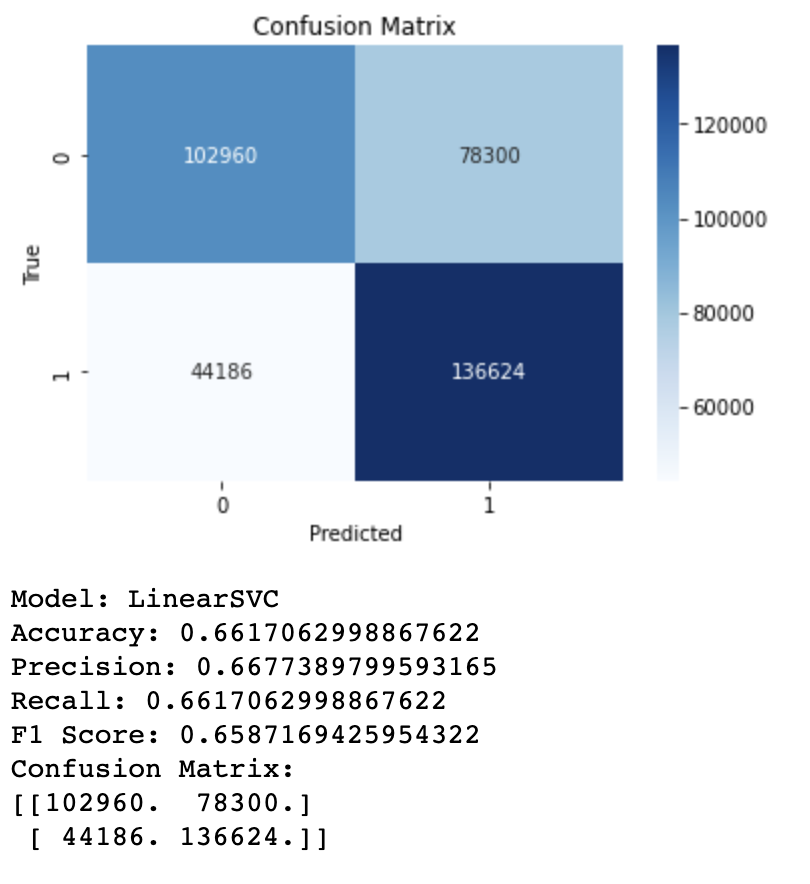 Confusion Matrix
120000
100000
80000
60000
True
0
1
102960 78300
44186 136624
0 1
Predicted
Model: LinearSVC
Accuracy: 0.6617062998867622
Precision: 0.6677389799593165
Recall: 0.6617062998867622
F1 Score: 0.6587169425954322
Confusion Matrix:
[[102960.  78300.]
 [ 44186. 136624.]]